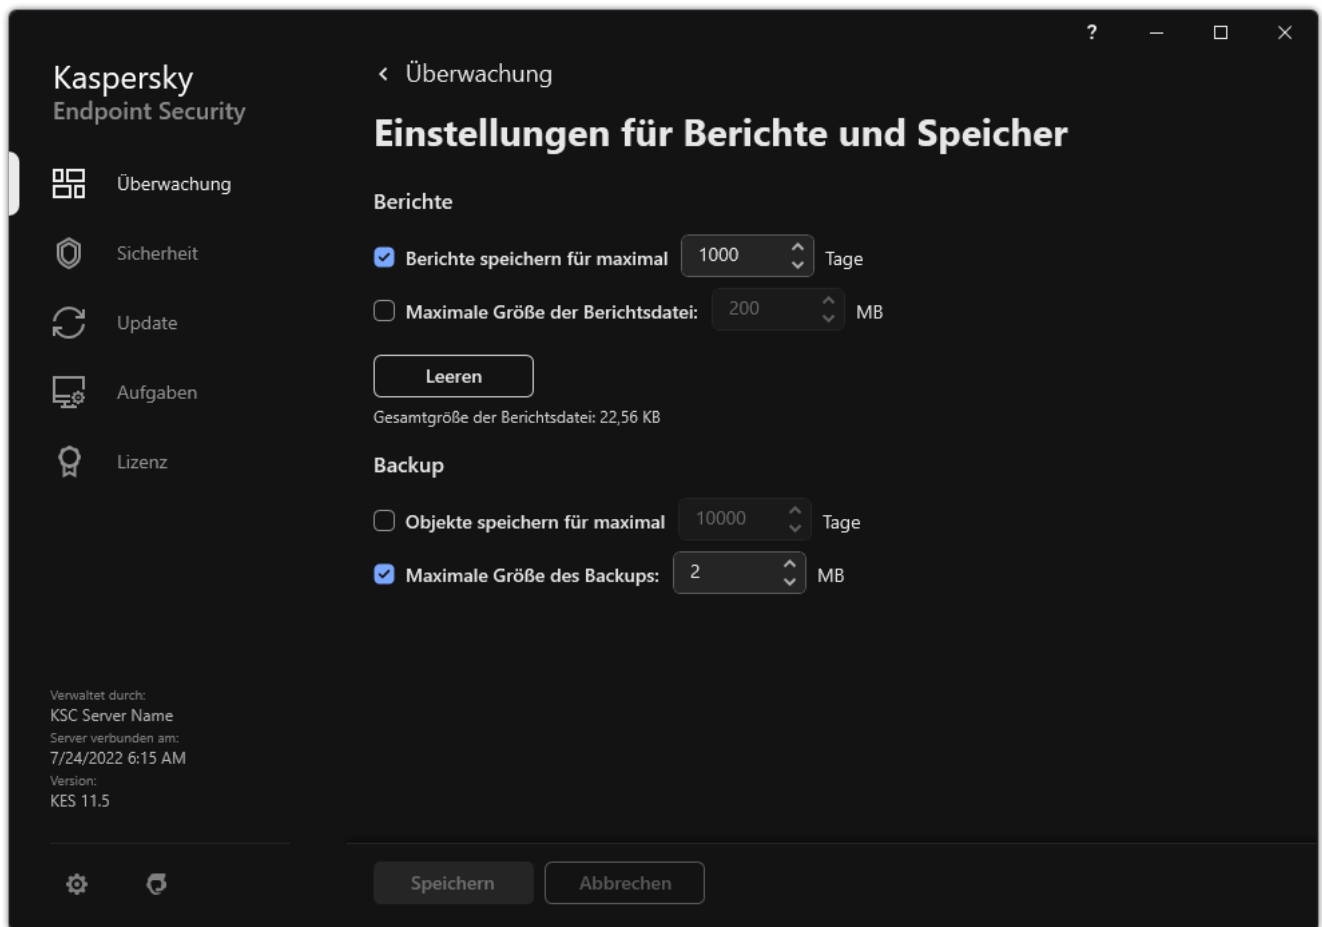 ?
Kaspersky
Endpoint Security
Überwachung
Sicherheit
Update
Aufgaben
Lizenz
Verwaltet durch:
KSC Server Name
Server verbunden am:
7/24/2022 6:15 AM
Version:
KES 11.5
Überwachung
Einstellungen für Berichte und Speicher
Berichte
Berichte speichern für maximal 1000 Tage
Maximale Größe der Berichtsdatei: 200 MB
Leeren
Gesamtgröße der Berichtsdatei: 22,56 KB
Backup
Objekte speichern für maximal 10000 Tage
Maximale Größe des Backups: 2 MB
Speichern Abbrechen